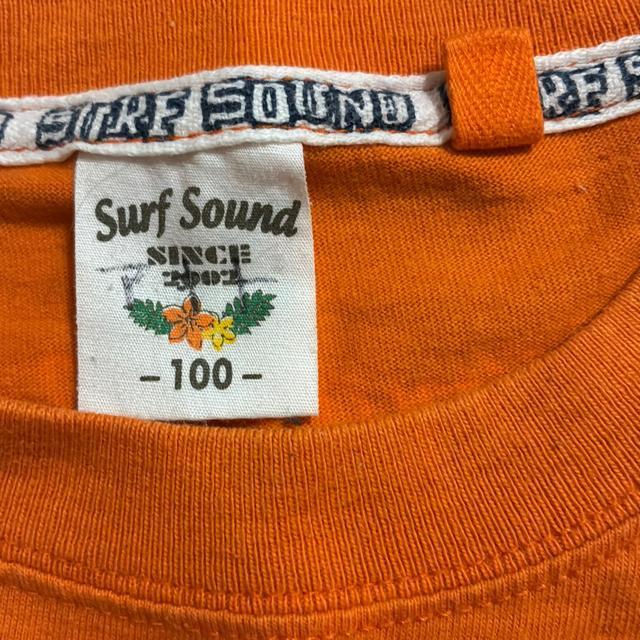 SURF SOUND
Surf Sound
SINCE
2002
- 100 -